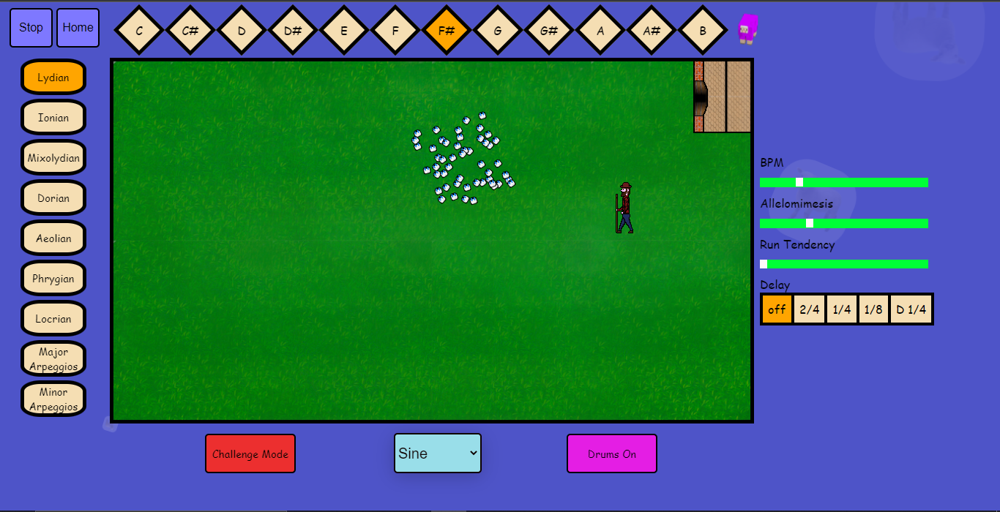 Stop
Home
C
C#
D
D#
E
F
F#
G
G#
A
A#
B
Lydian
Ionian
Mixolydian
Dorian
Aeolian
Phrygian
Locrian
Major
Arpeggios
Minor
Arpeggios
BPM
Allelomimesis
Run Tendency
Delay
off
2/4
1/4
1/8
D 1/4
Challenge Mode
Sine
Drums On